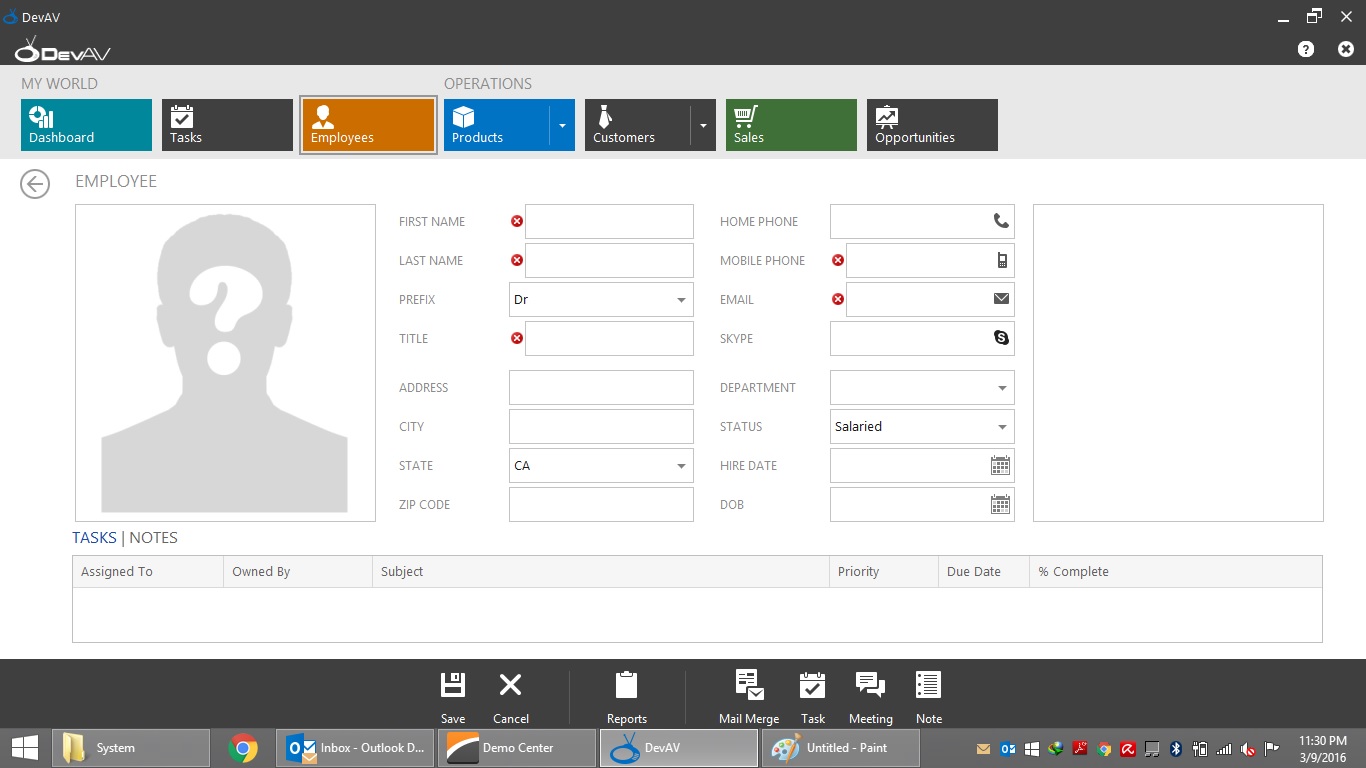 DevAV
DevAV
MY WORLD
OPERATIONS
Dashboard
Tasks
Employees
Products
Customers
Sales
Opportunities
EMPLOYEE
FIRST NAME
HOME PHONE
LAST NAME
MOBILE PHONE
PREFIX Dr
EMAIL
TITLE
SKYPE
ADDRESS
DEPARTMENT
CITY
STATUS Salaried
STATE CA
HIRE DATE
ZIP CODE
DOB
TASKS | NOTES
Assigned To Owned By Subject Priority Due Date % Complete
Save Cancel Reports Mail Merge Task Meeting Note
System
Inbox - Outlook D...
Demo Center
DevAV
Untitled - Paint
11:30 PM
3/9/2016